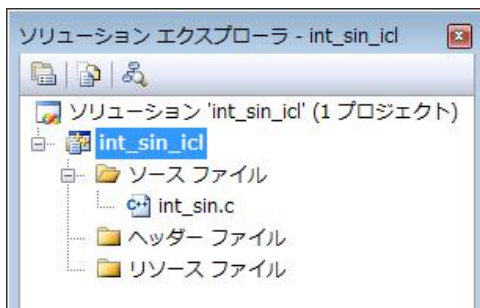 ソリューション エクスプローラ - int_sin_icl
ソリューション 'int_sin_icl' (1 プロジェクト)
int_sin_icl
ソース ファイル
int_sin.c
ヘッダー ファイル
リソース ファイル